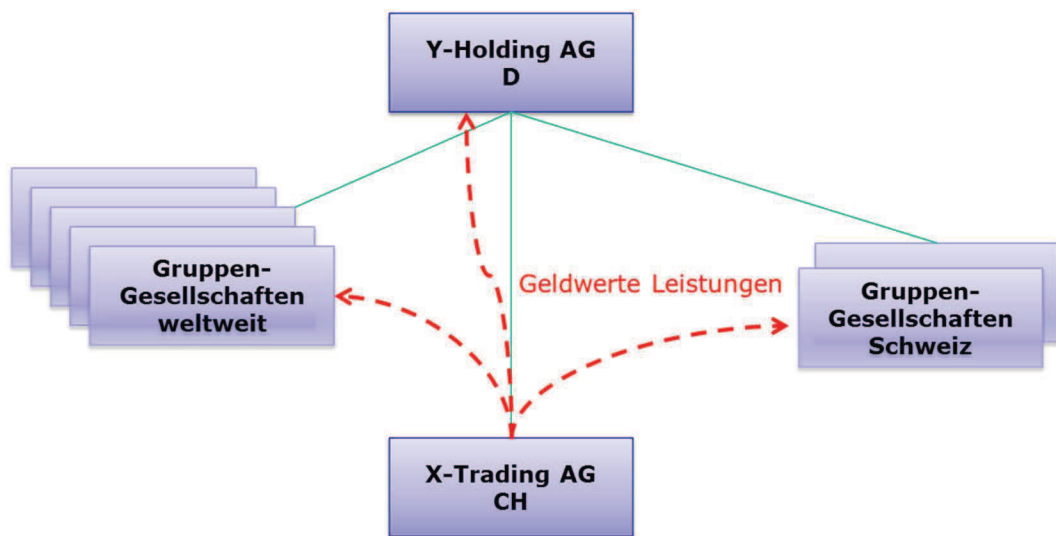 Y-Holding AG
D
Gruppen-
Gesellschaften
weltweit
Geldwerte Leistungen
Gruppen-
Gesellschaften
Schweiz
X-Trading AG
CH